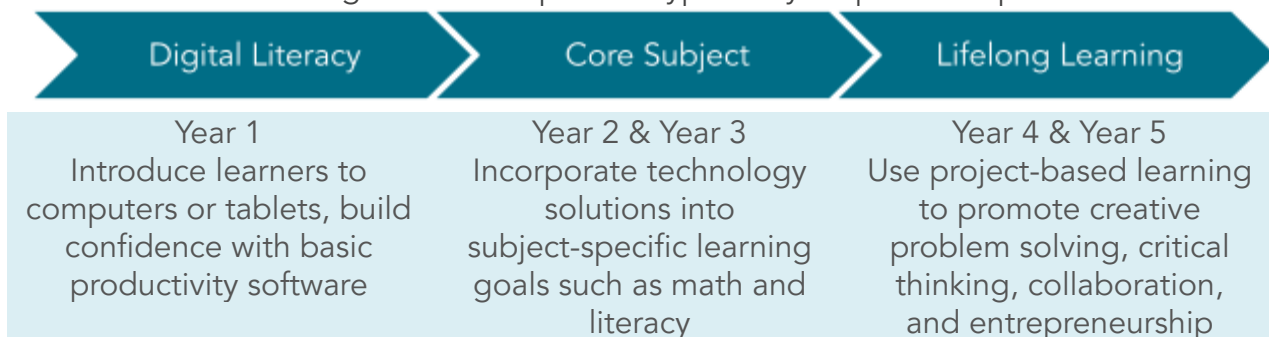 Digital Literacy
Core Subject
Lifelong Learning
Year 1
Introduce learners to
computers or tablets, build
confidence with basic
productivity software
Year 2 & Year 3
Incorporate technology
solutions into
subject-specific learning
goals such as math and
literacy
Year 4 & Year 5
Use project-based learning
to promote creative
problem solving, critical
thinking, collaboration,
and entrepreneurship